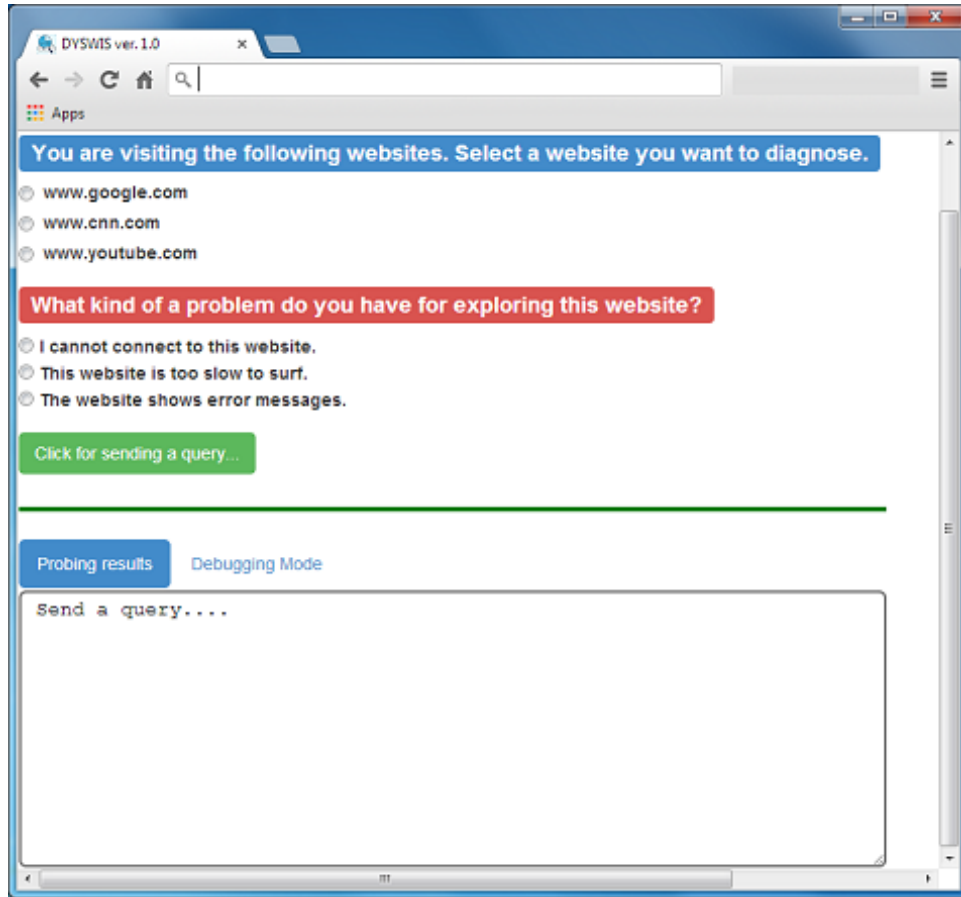 DYSWIS ver. 1.0
Apps
You are visiting the following websites. Select a website you want to diagnose.
www.google.com
www.cnn.com
www.youtube.com
What kind of a problem do you have for exploring this website?
I cannot connect to this website.
This website is too slow to surf.
The website shows error messages.
Click for sending a query...
Probing results Debugging Mode
Send a query....